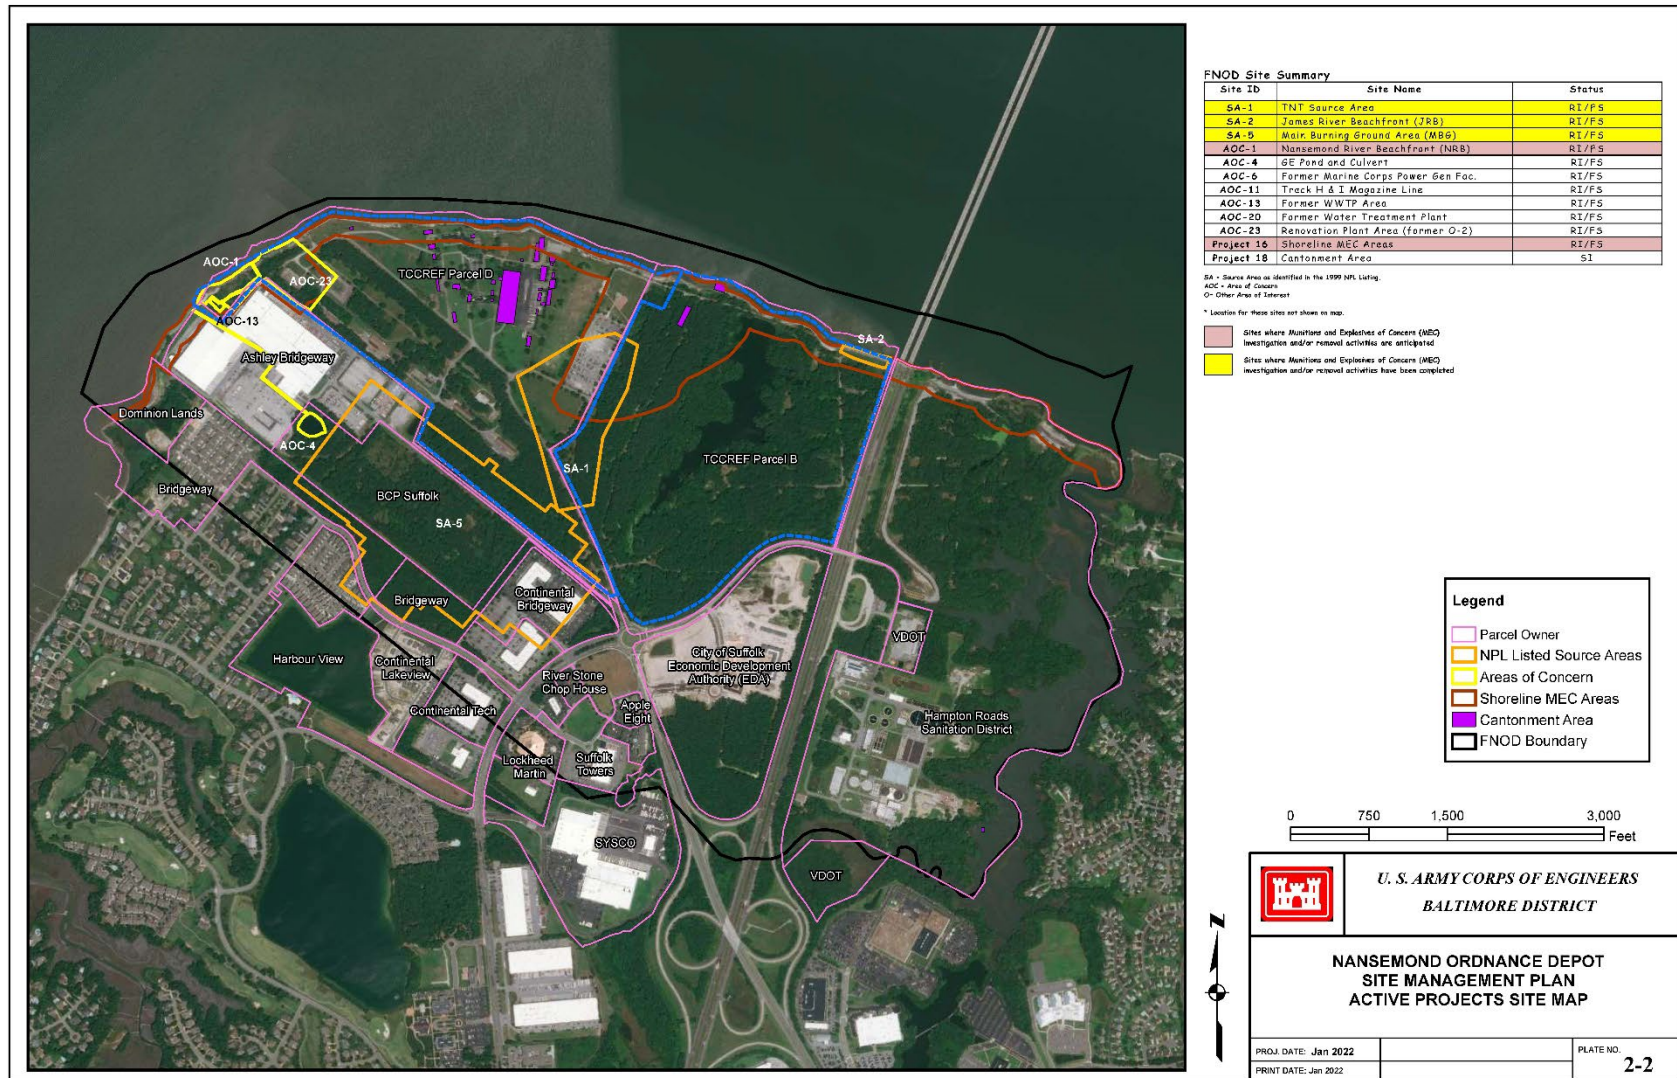 FNOD Site Summary
Site ID Site Name Status
SA-1 TNT Source Area RI/FS
SA-2 James River Beachfront (JRB) RI/FS
SA-5 Main Burning Ground Area (MBG) RI/FS
AOC-1 Nansemond River Beachfront (NRB) RI/FS
AOC-4 GE Pond and Culvert RI/FS
AOC-6 Former Marine Corps Power Gen Fac. RI/FS
AOC-11 Track H & I Magazine Line RI/FS
AOC-13 Former WWTP Area RI/FS
AOC-20 Former Water Treatment Plant RI/FS
AOC-23 Renovation Plant Area (former O-2) RI/FS
Project 16 Shoreline MEC Areas RI/FS
Project 18 Cantonment Area SI
SA - Source Area as identified in the 1999 NPL Listing.
AOC - Area of Concern
O- Other Area of Interest
* Location for these sites not shown on map.
Sites where Munitions and Explosives of Concern (MEC)
investigation and/or removal activities are anticipated
Sites where Munitions and Explosives of Concern (MEC)
investigation and/or removal activities have been completed
AOC-1
AOC-23
TCCREF Parcel D
AOC-13
Ashley Bridgeway
SA-2
Dominion Lands
AOC-4
SA-1
TCCREF Parcel B
Bridgeway
BCP Suffolk
SA-5
Bridgeway
Continental
Bridgeway
Harbour View
Continental
Lakeview
River Stone
Chop House
City of Suffolk
Economic Development
Authority (EDA)
VDOT
Continental Tech
Apple
Eight
Hampton Roads
Sanitation District
Lockheed
Martin
Suffolk
Towers
SYSCO
VDOT
Legend
Parcel Owner
NPL Listed Source Areas
Areas of Concern
Shoreline MEC Areas
Cantonment Area
FNOD Boundary
0 750 1,500 3,000
Feet
Z
U. S. ARMY CORPS OF ENGINEERS
BALTIMORE DISTRICT
NANSEMOND ORDNANCE DEPOT
SITE MANAGEMENT PLAN
ACTIVE PROJECTS SITE MAP
PROJ. DATE: Jan 2022
PRINT DATE: Jan 2022
PLATE NO.
2-2